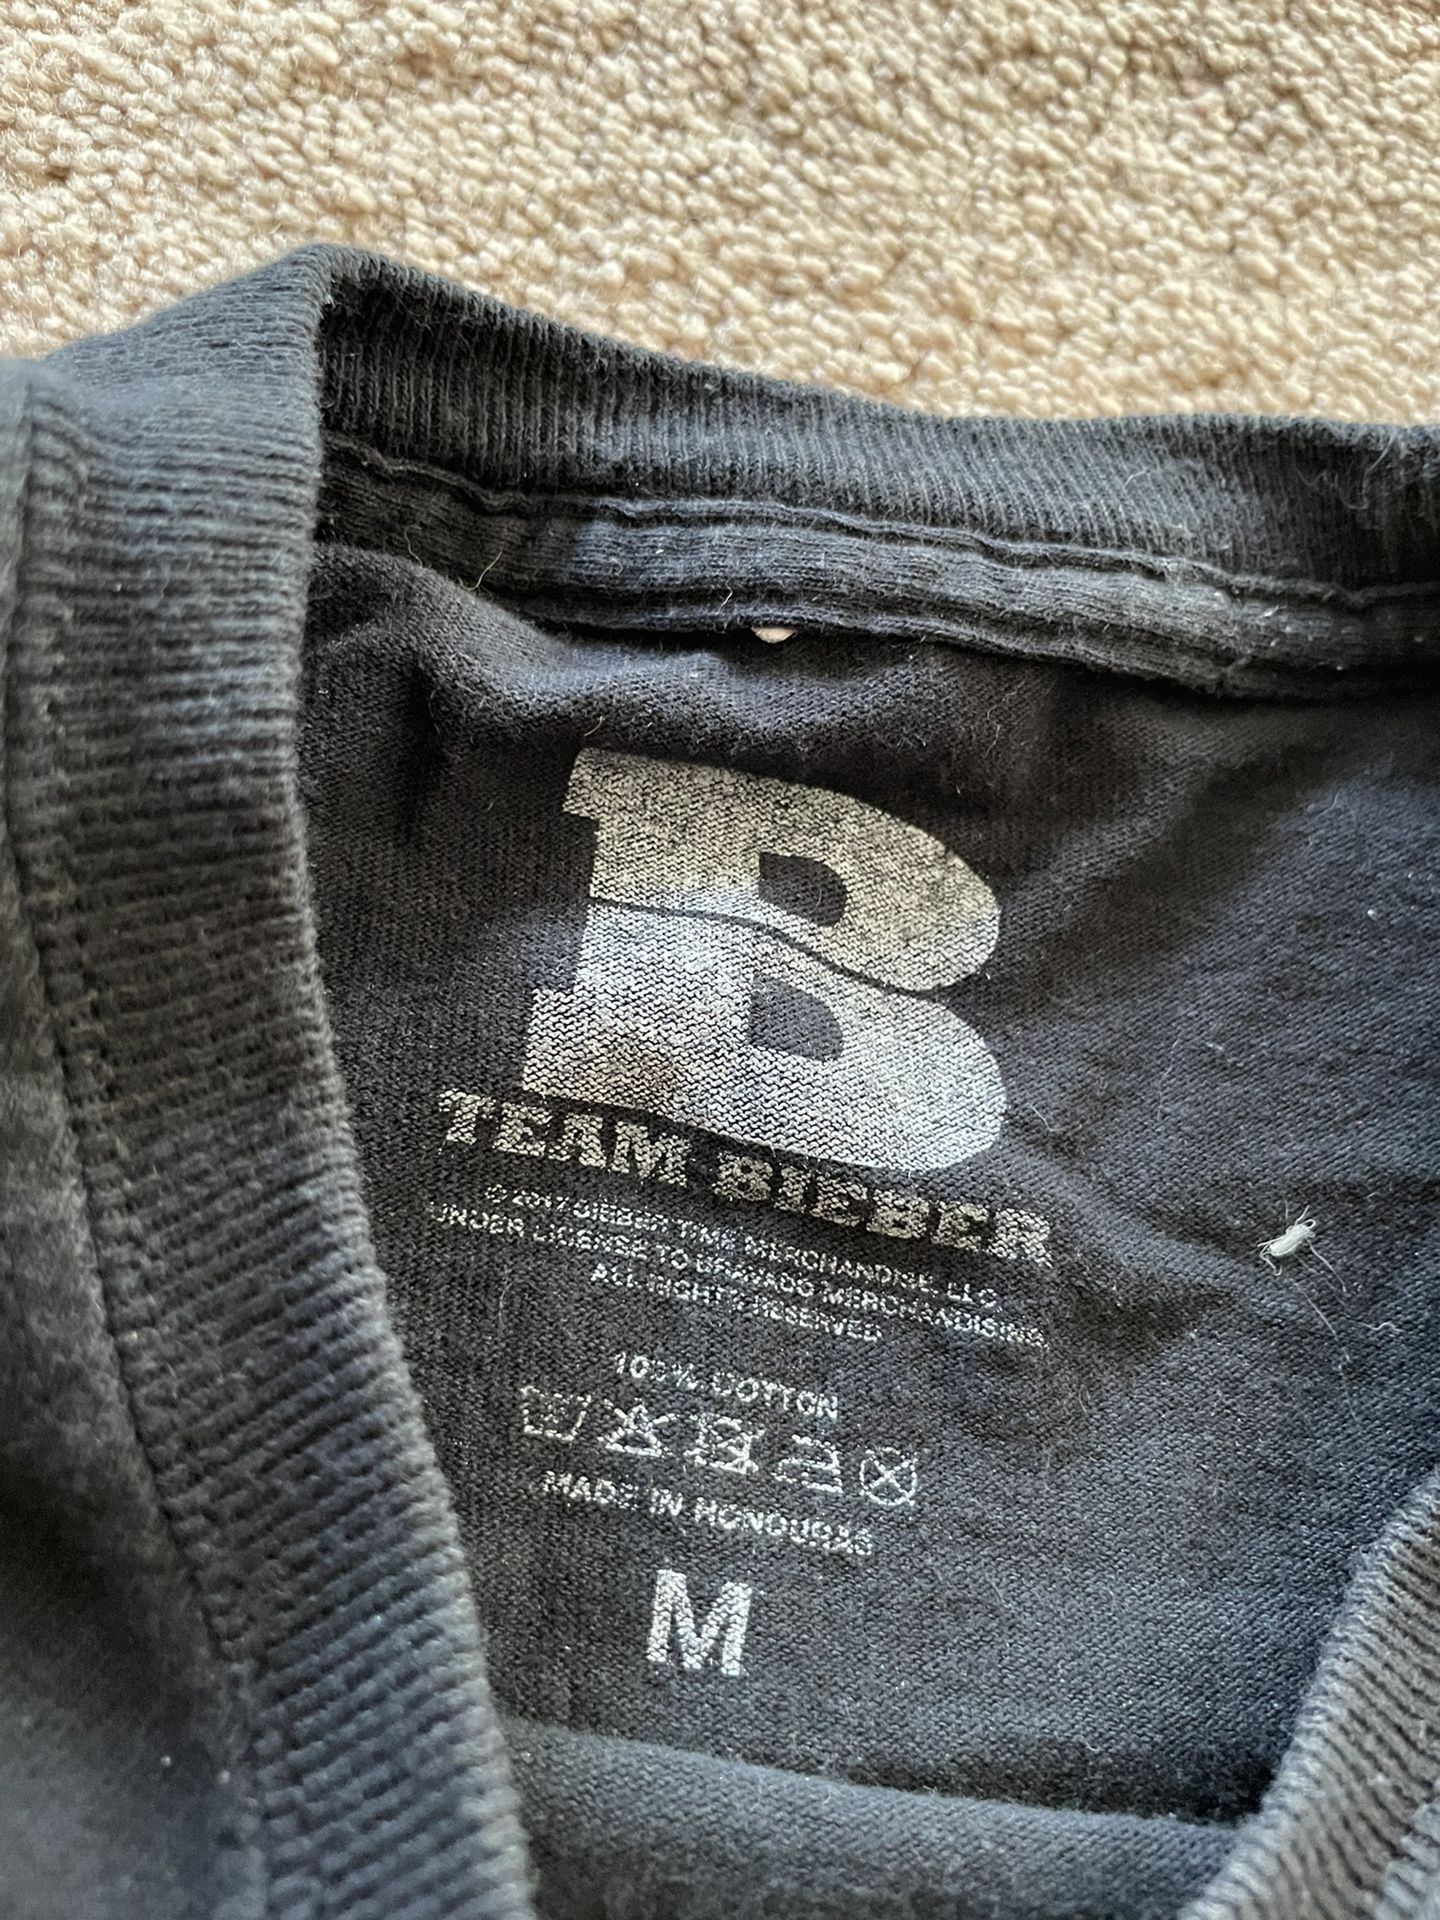 B
TEAM BIEBER
© 2017 BIEBER TIME MERCHANDISE, LLC
UNDER LICENSE TO BRAVADO MERCHANDISING
ALL RIGHTS RESERVED
100% COTTON
MADE IN HONDURAS
M